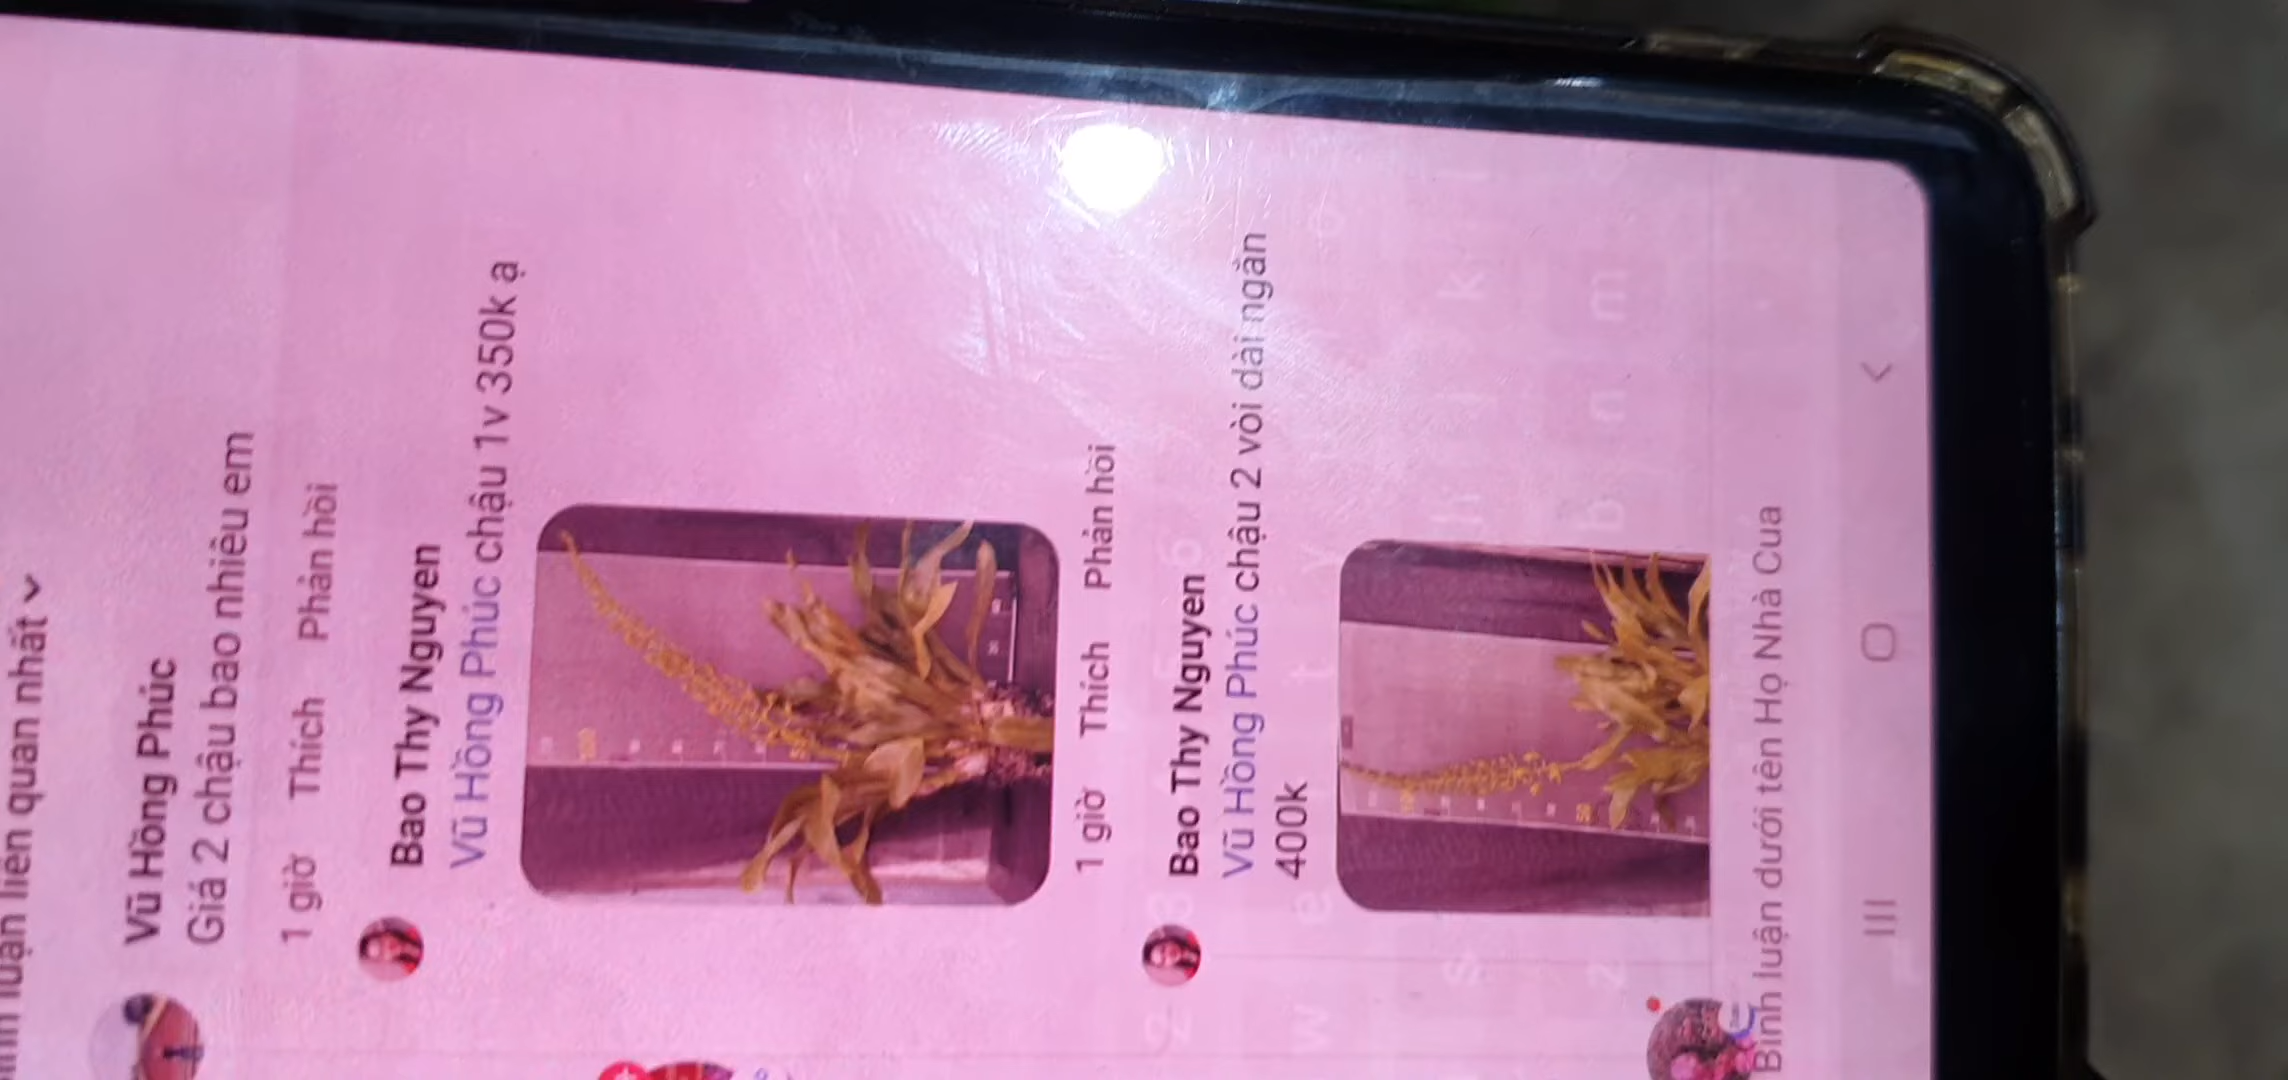 liên quan nhất
Vũ Hồng Phúc
Giá 2 chậu bao nhiêu em
1 giờ Thích Phản hồi
Bao Thy Nguyen
Vũ Hồng Phúc chậu 1v 350k ạ
1 giờ Thích Phản hồi
Bao Thy Nguyen
Vũ Hồng Phúc chậu 2 vòi dài ngắn
400k
Bình luận dưới tên Họ Nhà Cua